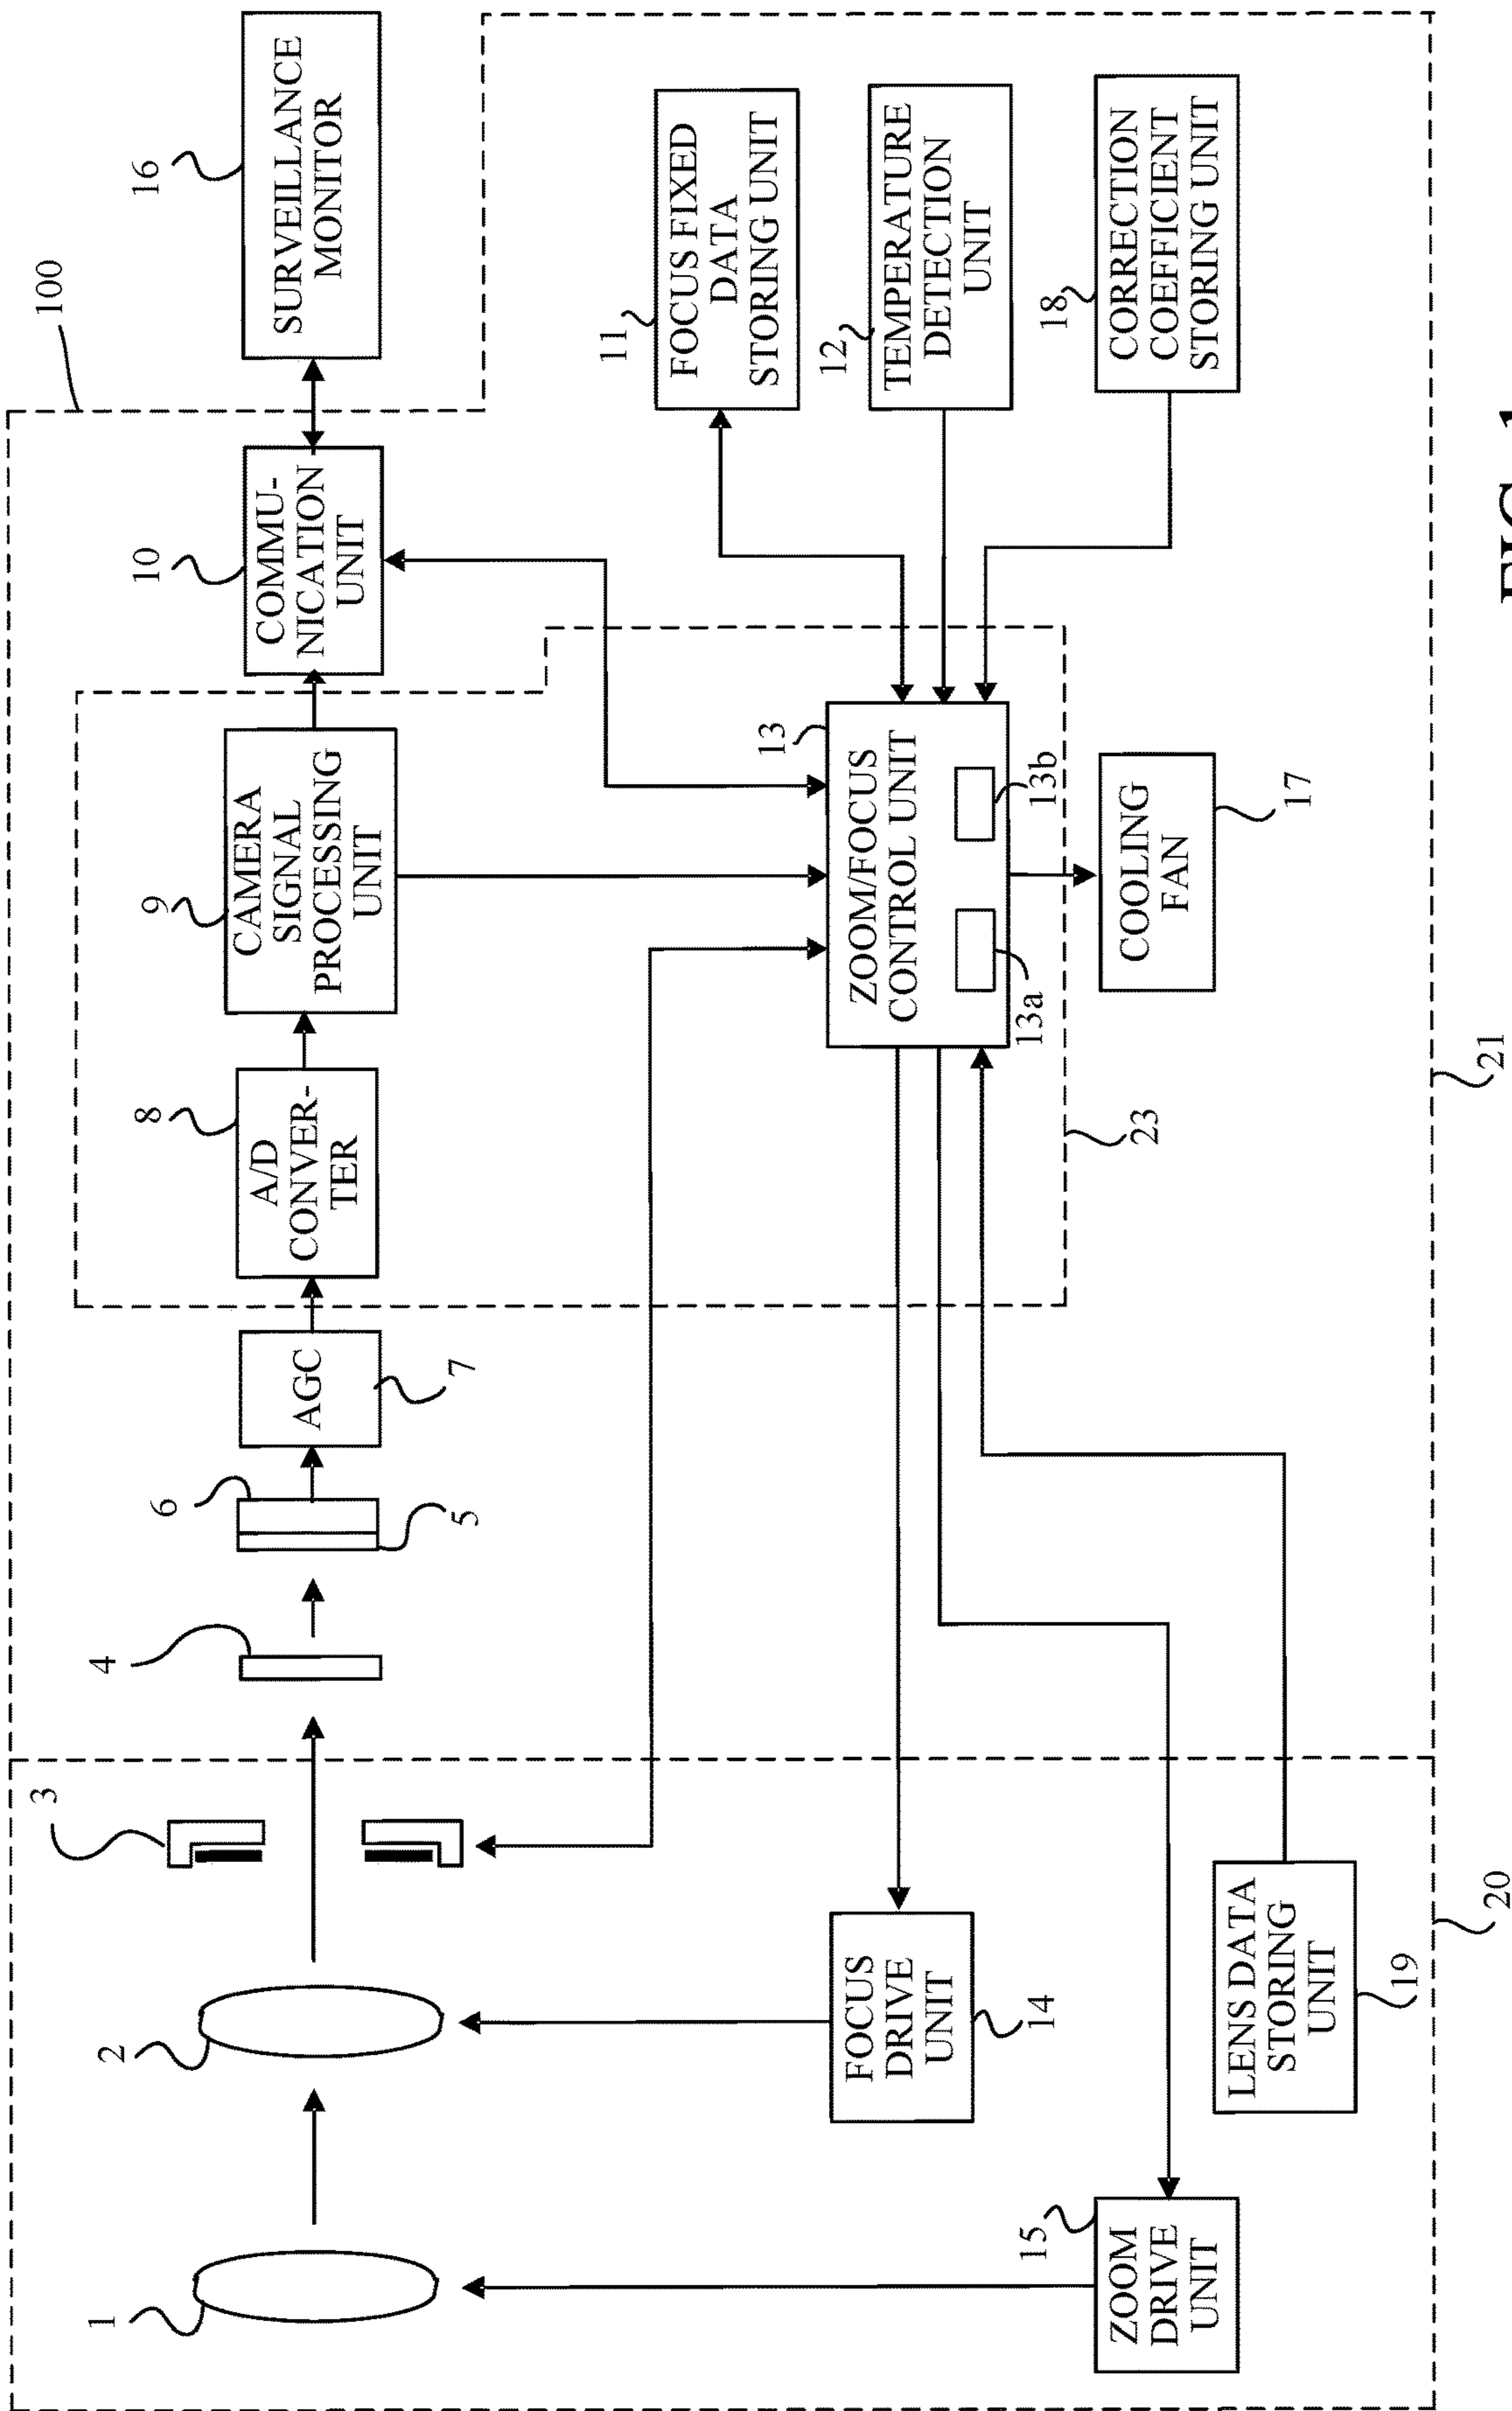 100
1
2
3
4
6
5
AGC
7
8
A/D
CONVER-
TER
9
CAMERA
SIGNAL
PROCESSING
UNIT
10
COMMU-
NICATION
UNIT
16
SURVEILLANCE
MONITOR
11
FOCUS FIXED
DATA
STORING UNIT
12
TEMPERATURE
DETECTION
UNIT
18
CORRECTION
COEFFICIENT
STORING UNIT
13
ZOOM/FOCUS
CONTROL UNIT
13a
13b
COOLING
FAN
17
23
FOCUS
DRIVE
UNIT
14
15
ZOOM
DRIVE
UNIT
LENS DATA
STORING
UNIT
19
20
21
FIG. 1